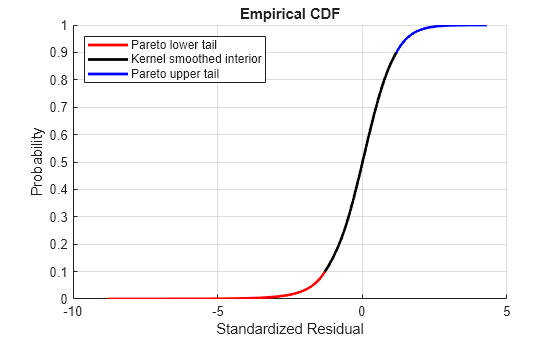 Empirical CDF
Pareto lower tail
Kernel smoothed interior
Pareto upper tail
Probability
1
0.9
0.8
0.7
0.6
0.5
0.4
0.3
0.2
0.1
0
-10
-5
0
5
Standardized Residual